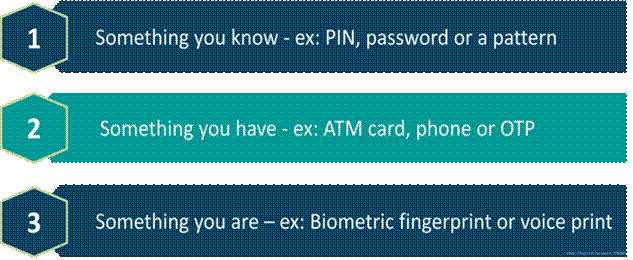 1
Something you know - ex: PIN, password or a pattern
2
Something you have - ex: ATM card, phone or OTP
3
Something you are – ex: Biometric fingerprint or voice print